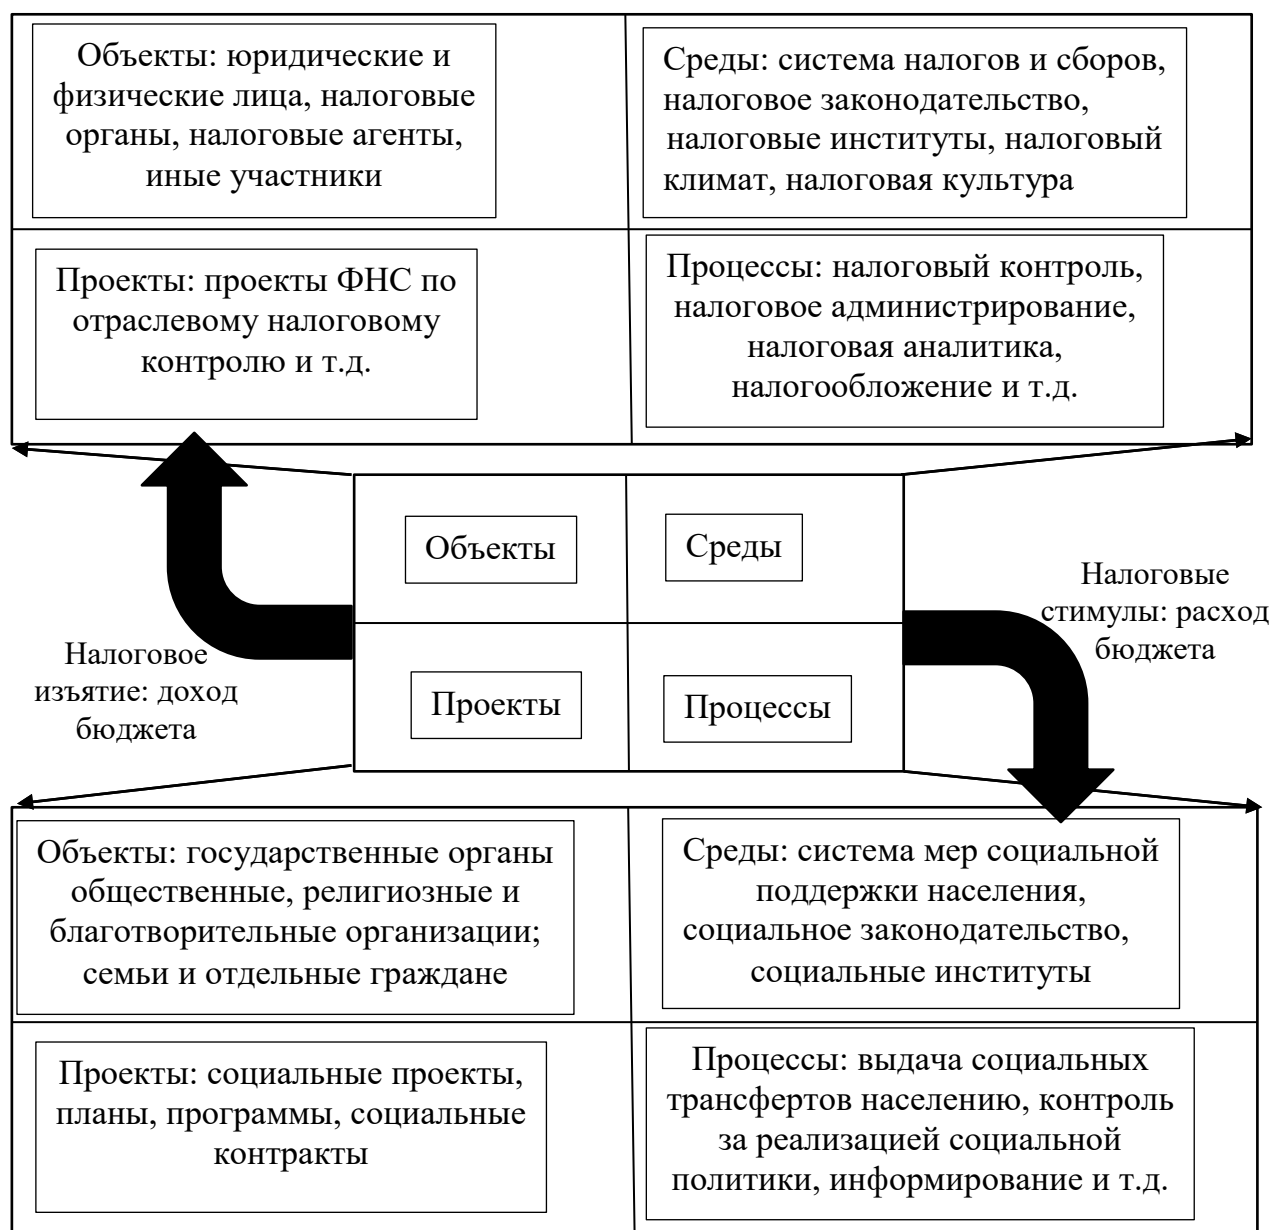 Объекты: юридические и
физические лица, налоговые
органы, налоговые агенты,
иные участники
Среды: система налогов и сборов,
налоговое законодательство,
налоговые институты, налоговый
климат, налоговая культура
Проекты: проекты ФНС по
отраслевому налоговому
контролю и т.д.
Процессы: налоговый контроль,
налоговое администрирование,
налоговая аналитика,
налогообложение и т.д.
Объекты
Среды
Проекты
Процессы
Налоговое
изъятие: доход
бюджета
Налоговые
стимулы: расход
бюджета
Объекты: государственные органы
общественные, религиозные и
благотворительные организации;
семьи и отдельные граждане
Среды: система мер социальной
поддержки населения,
социальное законодательство,
социальные институты
Проекты: социальные проекты,
планы, программы, социальные
контракты
Процессы: выдача социальных
трансфертов населению, контроль
за реализацией социальной
политики, информирование и т.д.